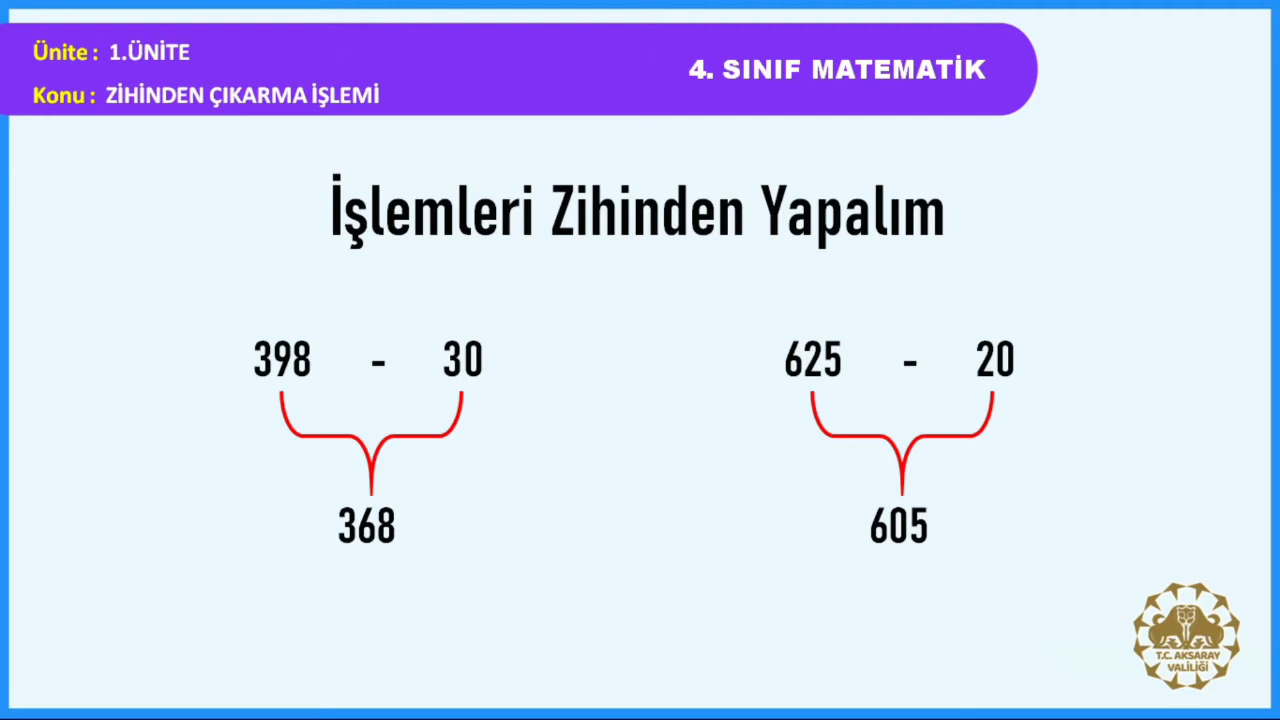 Ünite : 1.ÜNİTE
Konu : ZİHİNDEN ÇIKARMA İŞLEMİ
4. SINIF MATEMATİK
İşlemleri Zihinden Yapalım
398 - 30
368
625 - 20
605
T.C. AKSARAY
VALİLİĞİ